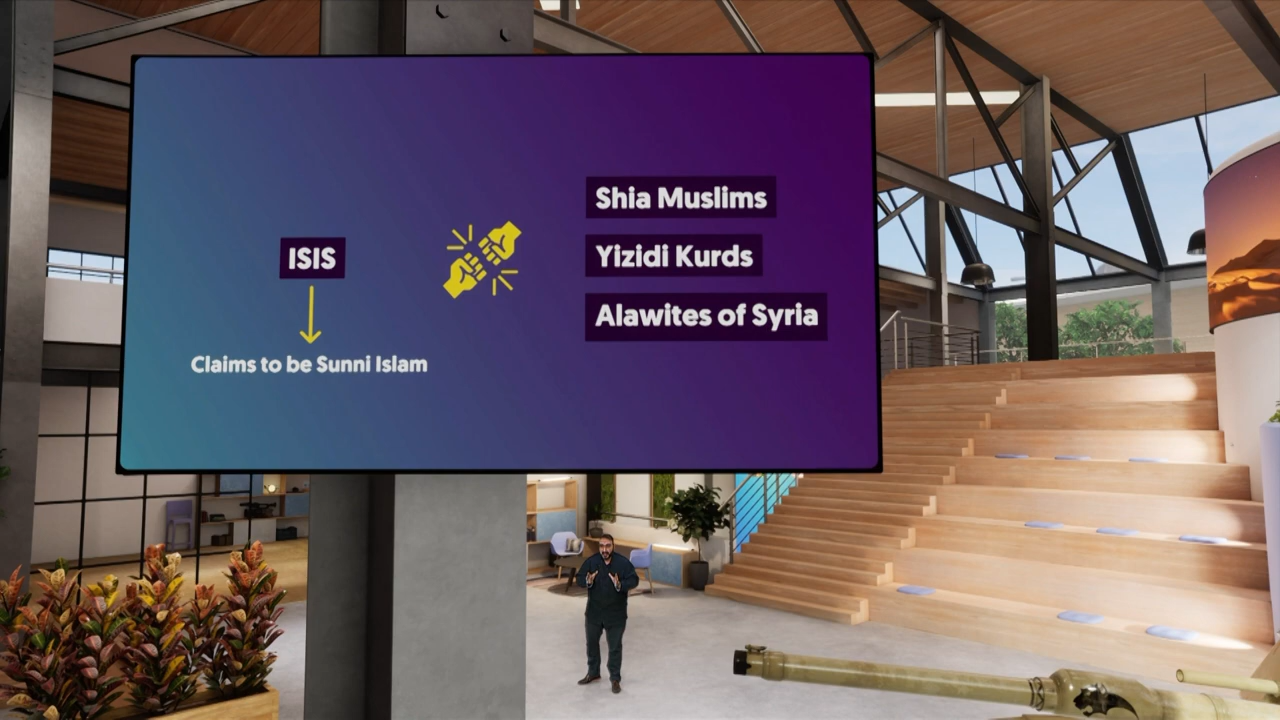 ISIS
Claims to be Sunni Islam
Shia Muslims
Yizidi Kurds
Alawites of Syria